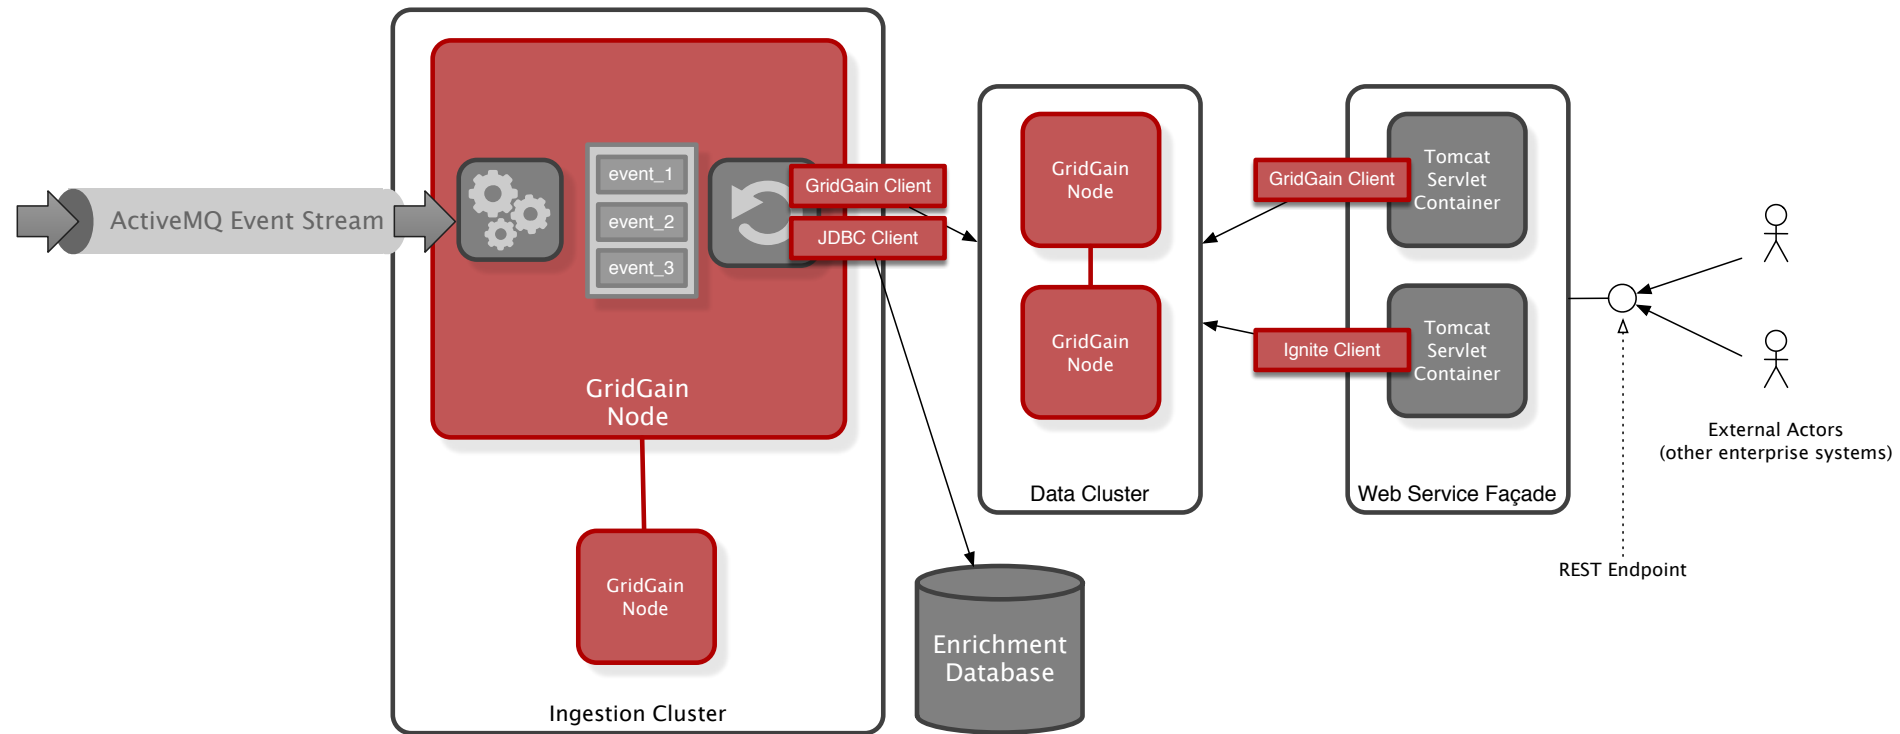 ActiveMQ Event Stream
event_1
event_2
event_3
GridGain Client
JDBC Client
GridGain
Node
GridGain
Node
Ingestion Cluster
Enrichment
Database
GridGain
Node
GridGain
Node
Data Cluster
GridGain Client
Tomcat
Servlet
Container
Ignite Client
Tomcat
Servlet
Container
Web Service Façade
REST Endpoint
External Actors
(other enterprise systems)